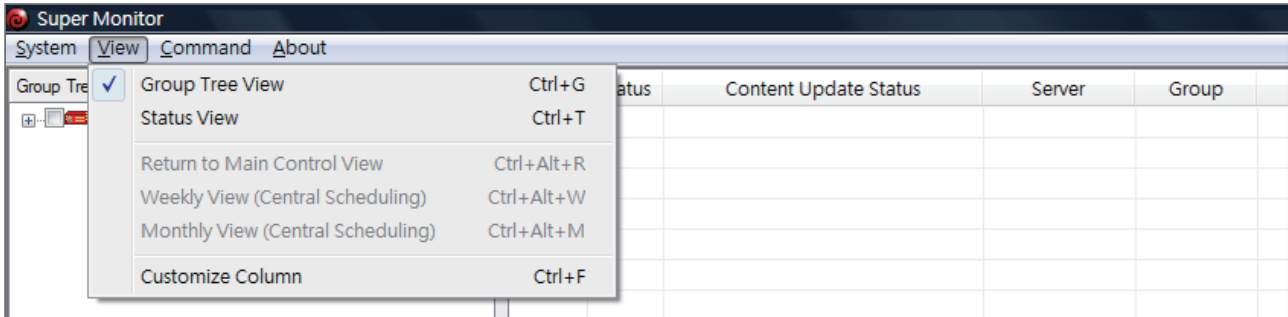 Super Monitor
System View Command About
Group Tre atus Content Update Status Server Group
Group Tree View Ctrl+G
Status View Ctrl+T
Return to Main Control View Ctrl+Alt+R
Weekly View (Central Scheduling) Ctrl+Alt+W
Monthly View (Central Scheduling) Ctrl+Alt+M
Customize Column Ctrl+F